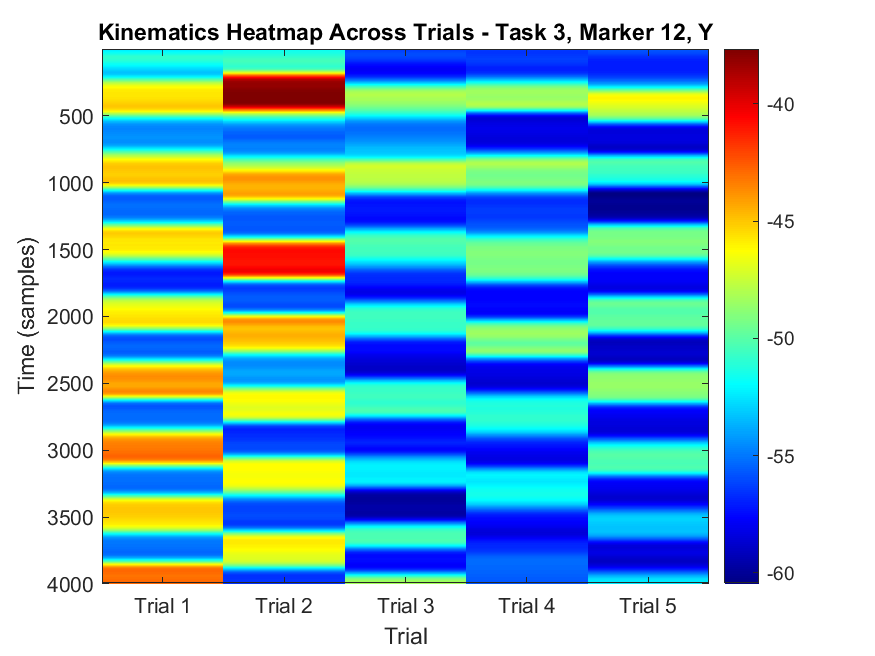 Kinematics Heatmap Across Trials - Task 3, Marker 12, Y
500
1000
1500
2000
2500
3000
3500
4000
Time (samples)
Trial 1
Trial 2
Trial 3
Trial 4
Trial 5
Trial
-40
-45
-50
-55
-60